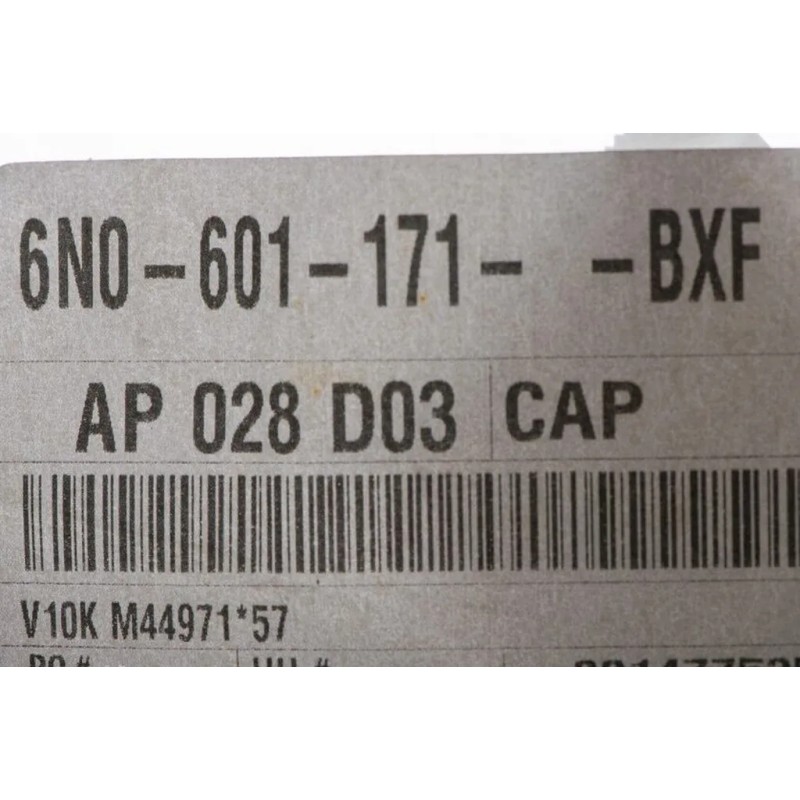 6N0-601-171- -BXF
AP 028 D03 CAP
V10K M44971*57